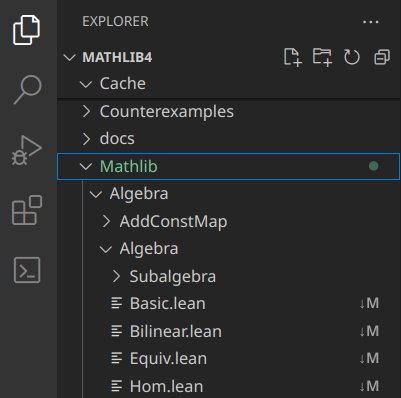 EXPLORER ...
MATHLIB4
Cache
Counterexamples
docs
Mathlib
Algebra
AddConstMap
Algebra
Subalgebra
Basic.lean ↓M
Bilinear.lean ↓M
Equiv.lean ↓M
Hom.lean ↓M